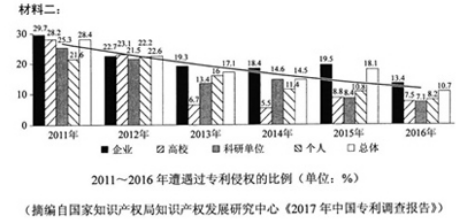 材料二：
30
20
10
0
29.7 28.2 25.3 21.6 28.4
22.7 23.1 21.5 22.2 22.6
19.3 6.7 13.4 16 17.1
18.4 5.5 14.6 11.4 14.5
19.5 8.8 8.4 10.8 18.1
13.4 7.5 7.1 8.2 10.7
2011年 2012年 2013年 2014年 2015年 2016年
企业 高校 科研单位 个人 总体
2011～2016年遭遇过专利侵权的比例（单位：%）
（摘编自国家知识产权局知识产权发展研究中心《2017年中国专利调查报告》）